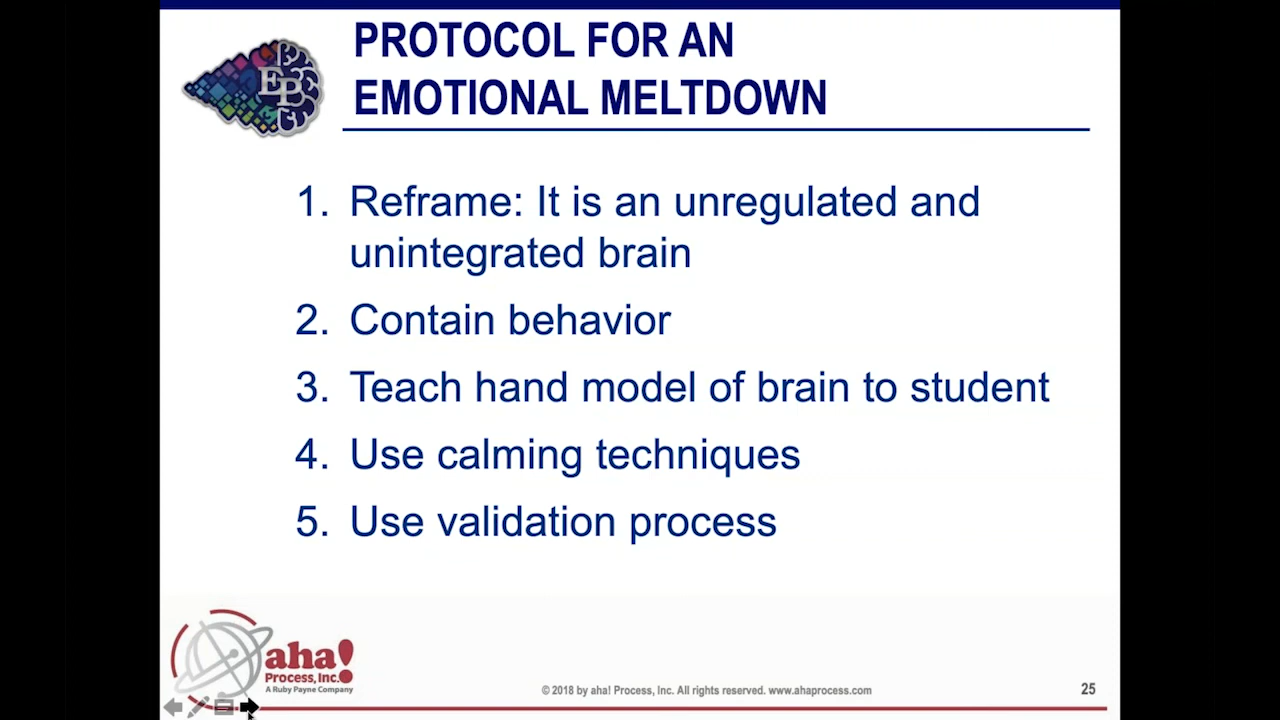 PROTOCOL FOR AN
EMOTIONAL MELTDOWN
EP
1. Reframe: It is an unregulated and
unintegrated brain
2. Contain behavior
3. Teach hand model of brain to student
4. Use calming techniques
5. Use validation process
aha!
Process, Inc.
A Ruby Payne Company
© 2018 by aha! Process, Inc. All rights reserved. www.ahaprocess.com
25